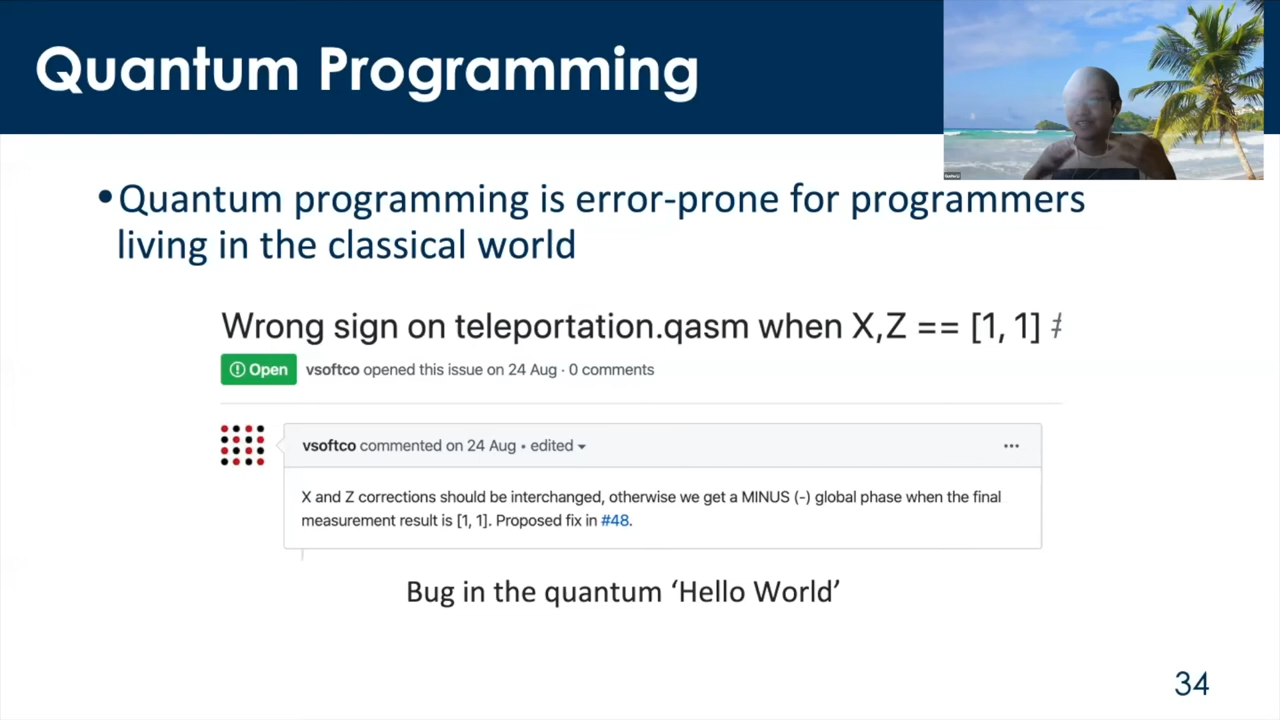 Quantum Programming
•Quantum programming is error-prone for programmers
living in the classical world
Wrong sign on teleportation.qasm when X,Z == [1, 1]
Open vsoftco opened this issue on 24 Aug · 0 comments
vsoftco commented on 24 Aug • edited
X and Z corrections should be interchanged, otherwise we get a MINUS (-) global phase when the final
measurement result is [1, 1]. Proposed fix in #48.
Bug in the quantum ‘Hello World’
34